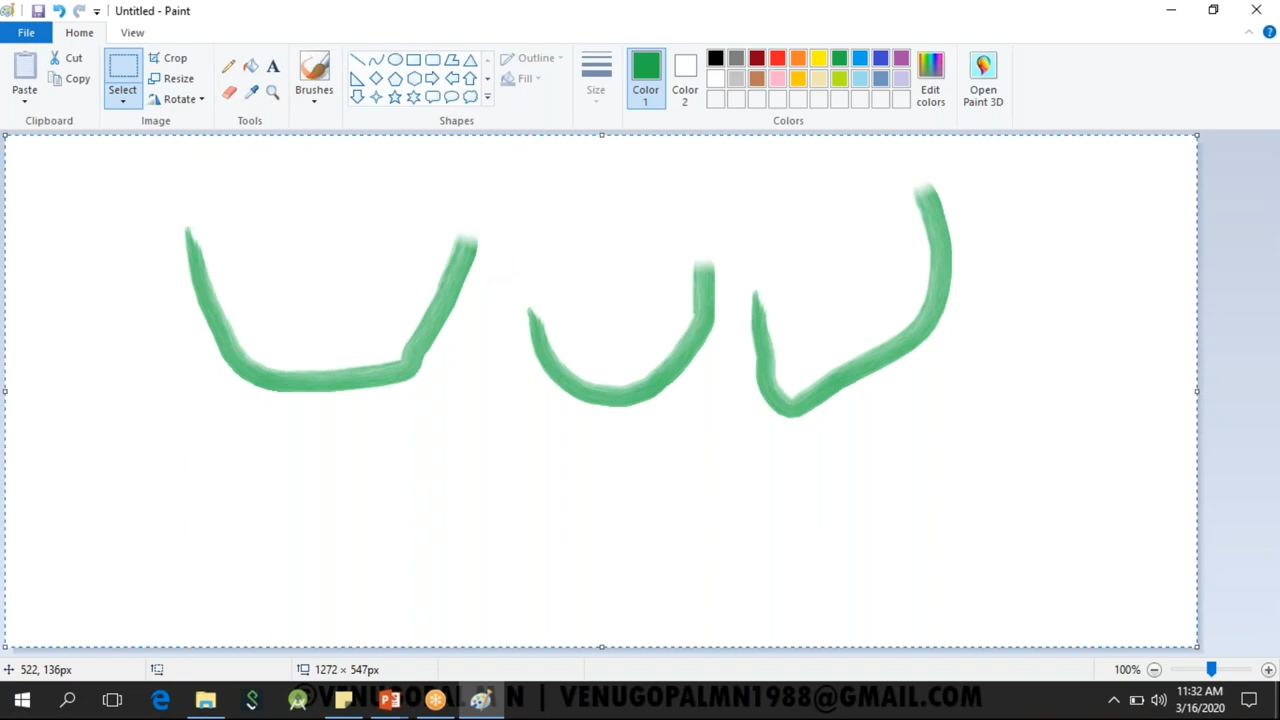 Untitled - Paint
File
Home
View
Paste
Cut
Copy
Clipboard
Select
Crop
Resize
Rotate
Image
A
Tools
Brushes
Outline
Fill
Shapes
Size
Color 1
Color 2
Edit colors
Colors
Open Paint 3D
522, 136px
1272 × 547px
100%
©VENUGOPAL M N | VENUGOPALMN1988@GMAIL.COM
11:32 AM
3/16/2020